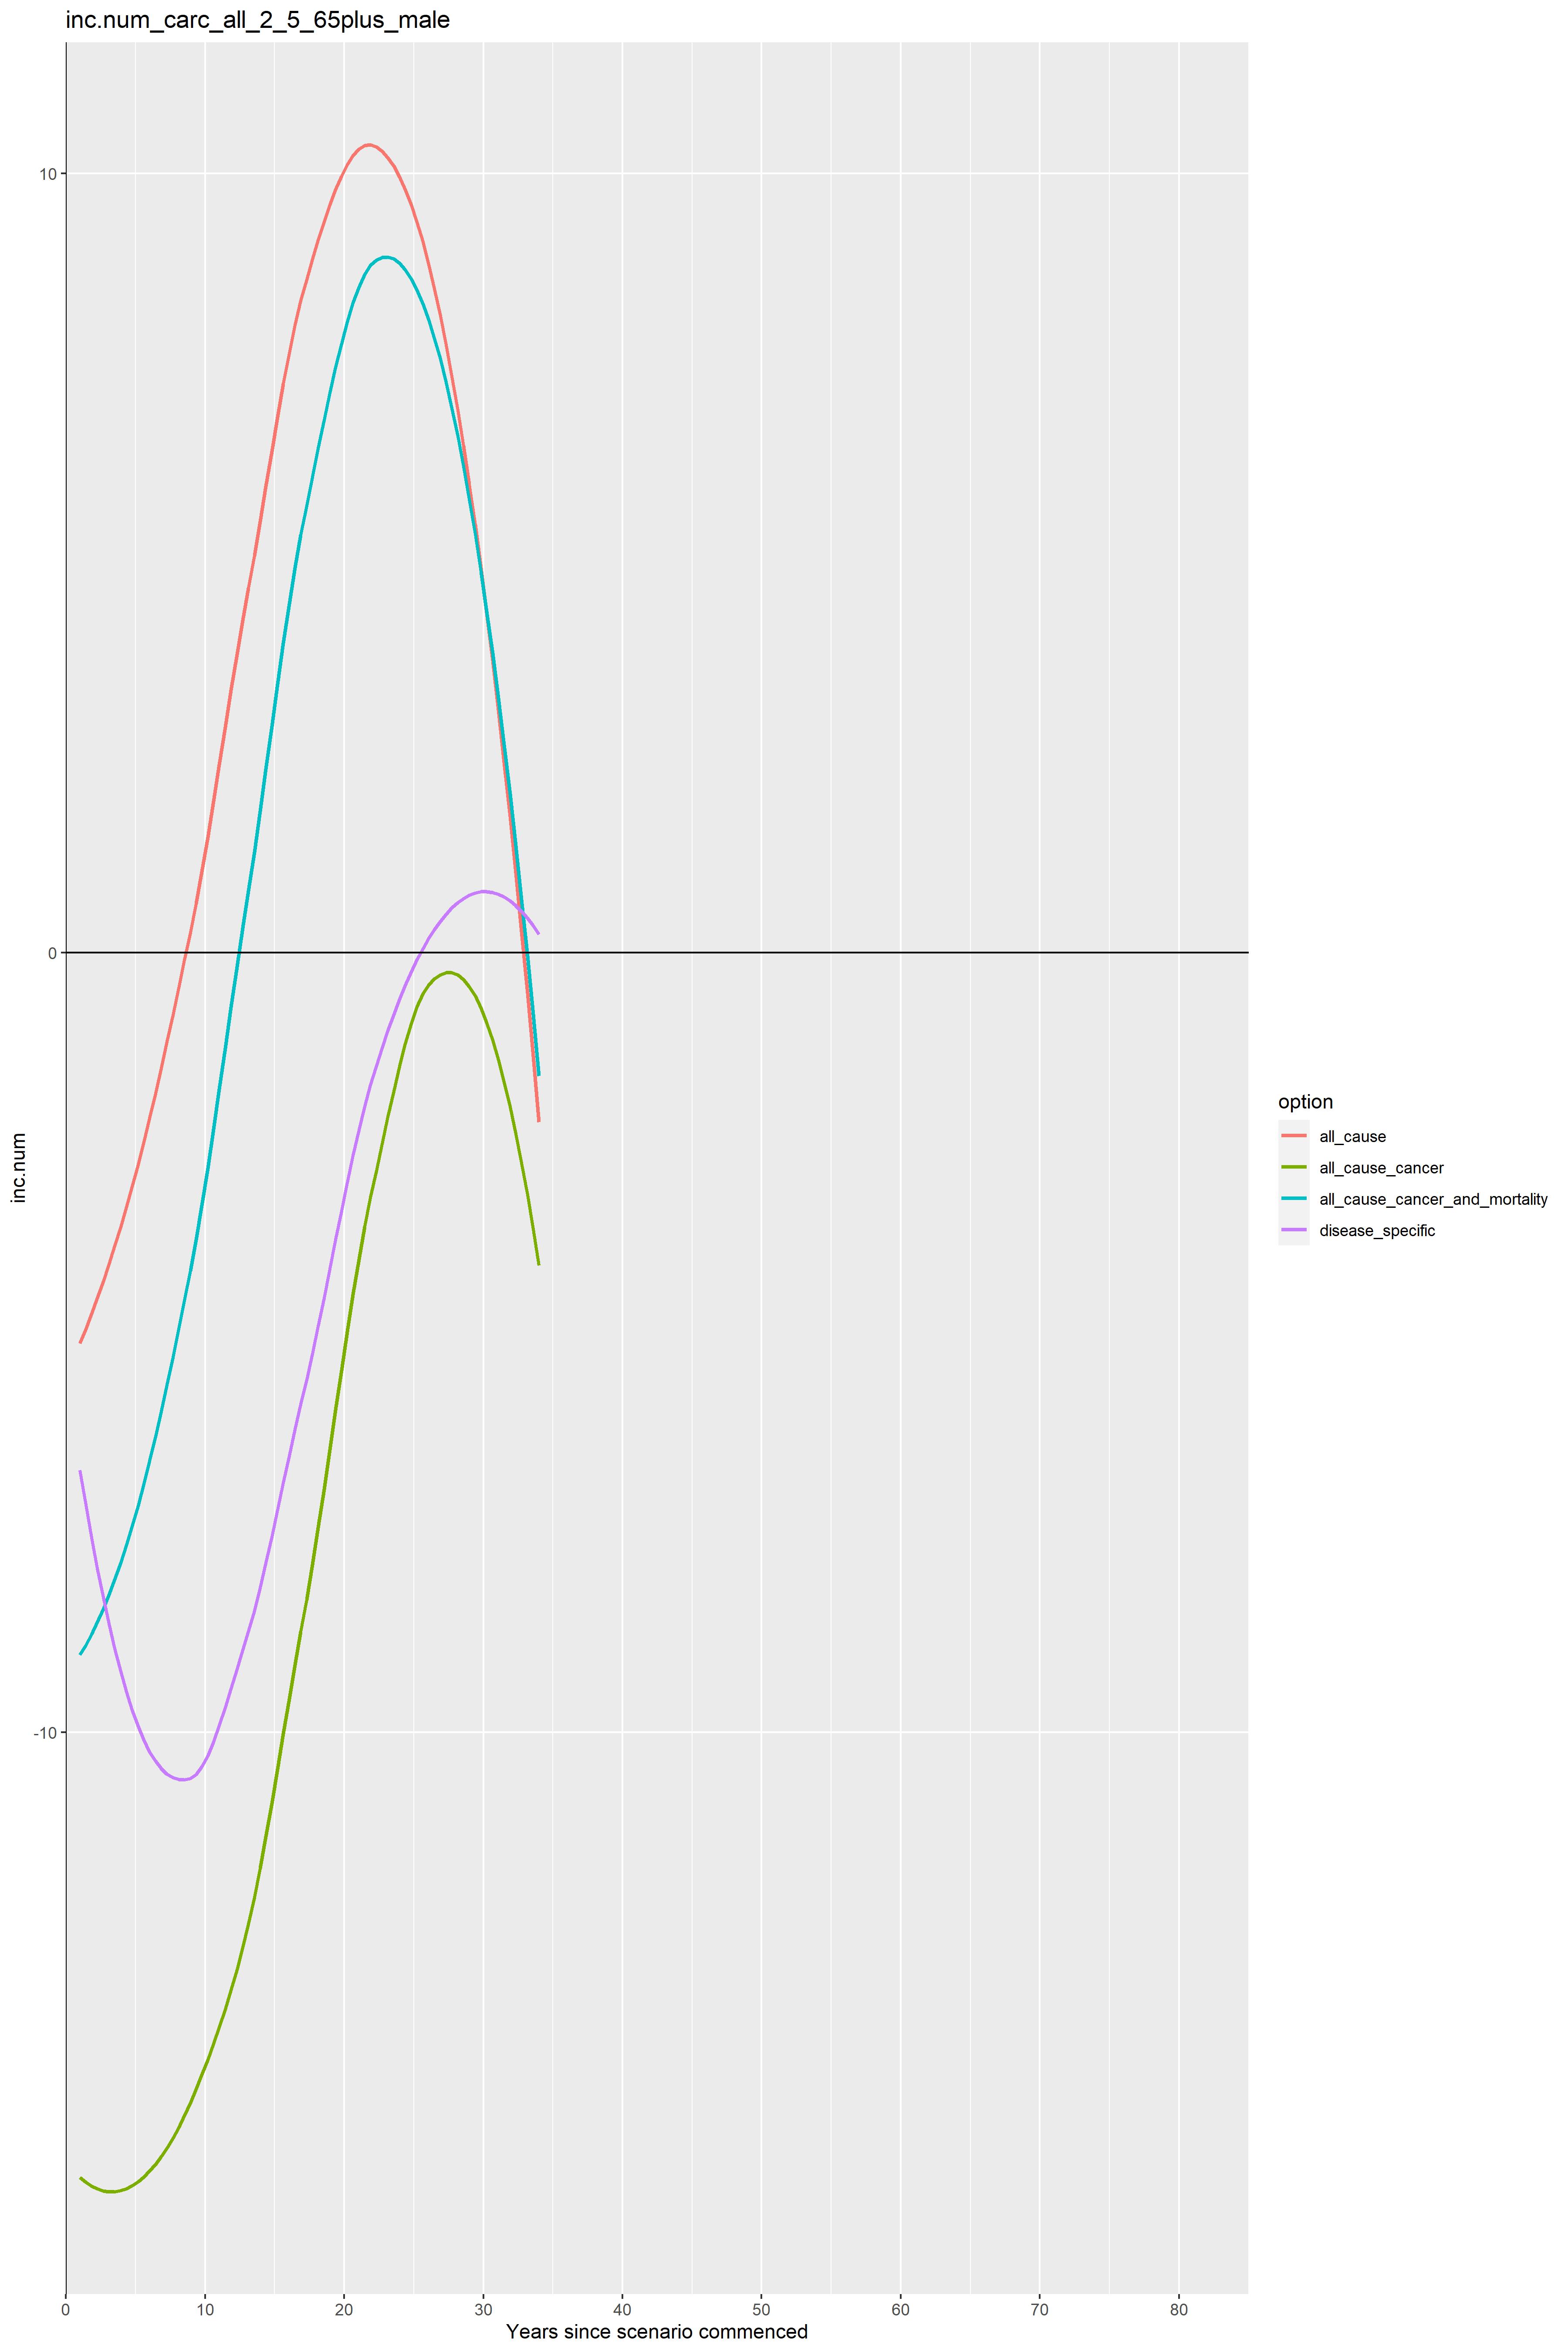 inc.num_carc_all_2_5_65plus_male
10
0
-10
inc.num
0 10 20 30 40 50 60 70 80
Years since scenario commenced
option
all_cause
all_cause_cancer
all_cause_cancer_and_mortality
disease_specific